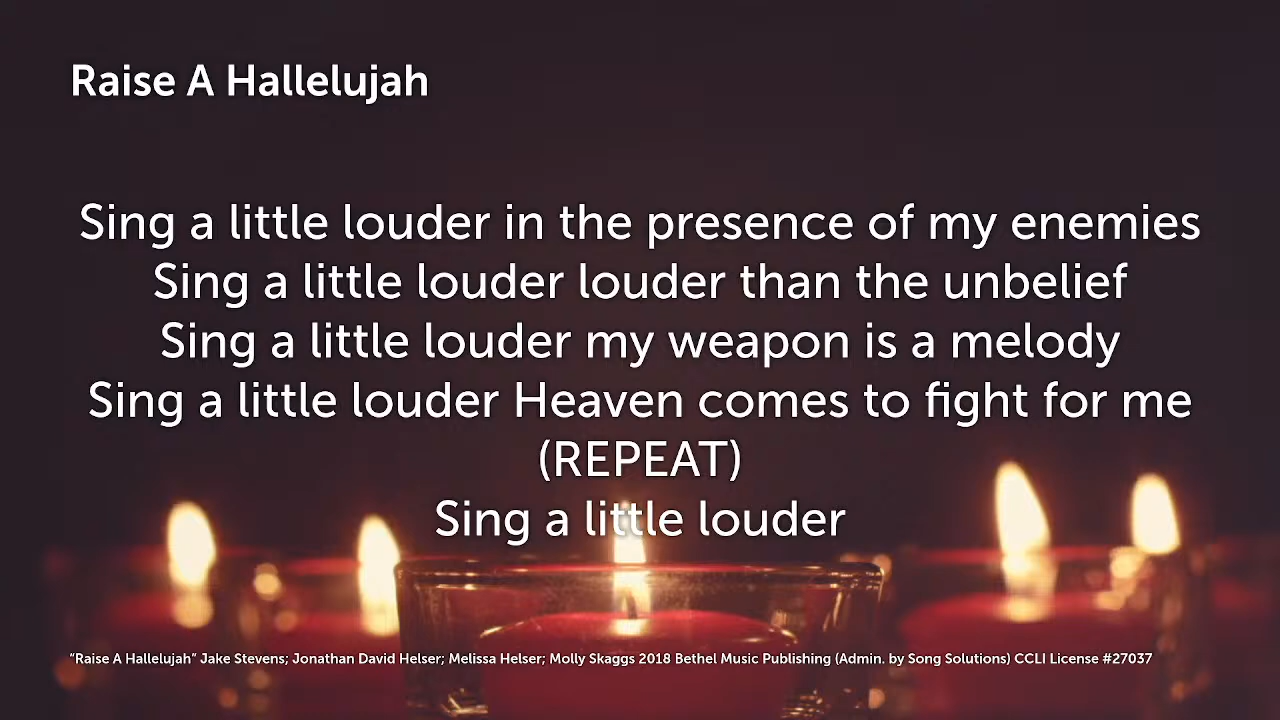 Raise A Hallelujah
Sing a little louder in the presence of my enemies
Sing a little louder louder than the unbelief
Sing a little louder my weapon is a melody
Sing a little louder Heaven comes to fight for me
(REPEAT)
Sing a little louder
“Raise A Hallelujah” Jake Stevens; Jonathan David Helser; Melissa Helser; Molly Skaggs 2018 Bethel Music Publishing (Admin. by Song Solutions) CCLI License #27037